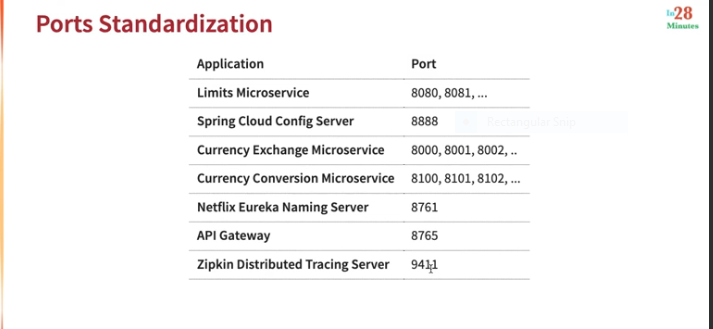 Ports Standardization
In28
Minutes
Application Port
Limits Microservice 8080, 8081, ...
Spring Cloud Config Server 8888
Rectangular Snip
Currency Exchange Microservice 8000, 8001, 8002, ..
Currency Conversion Microservice 8100, 8101, 8102, ...
Netflix Eureka Naming Server 8761
API Gateway 8765
Zipkin Distributed Tracing Server 9411